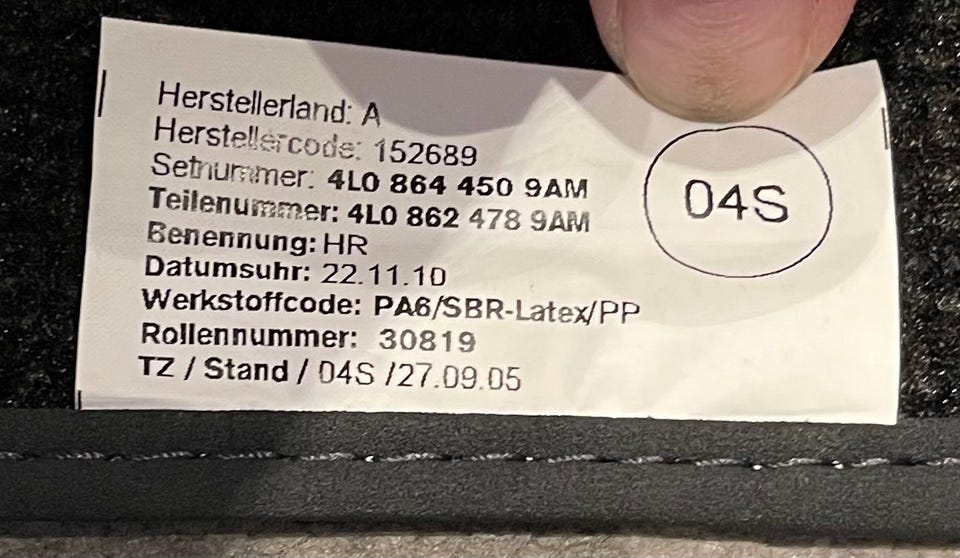 Herstellerland: A
Herstellercode: 152689
Setnummer: 4L0 864 450 9AM
Teilenummer: 4L0 862 478 9AM
Benennung: HR
Datumsuhr: 22.11.10
Werkstoffcode: PA6/SBR-Latex/PP
Rollennummer: 30819
TZ / Stand / 04S /27.09.05
04S